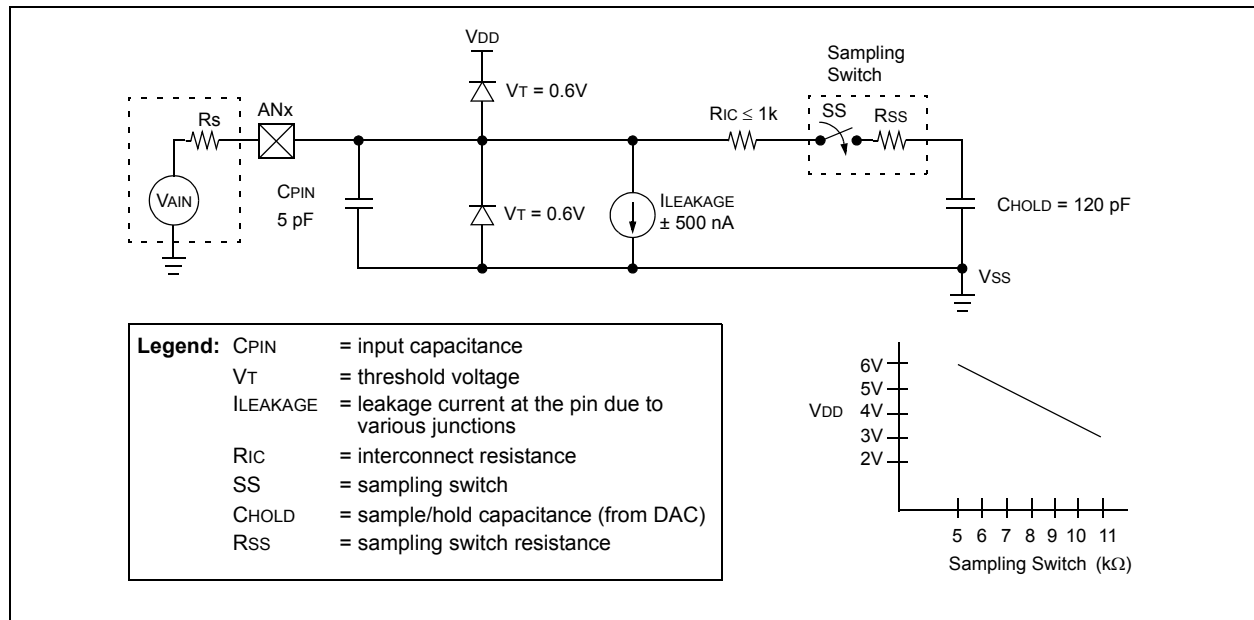 VDD
Sampling
Switch
VT = 0.6V
ANx
Rs
RIC ≤ 1k
SS
RSS
VAIN
CPIN
5 pF
VT = 0.6V
ILEAKAGE
± 500 nA
CHOLD = 120 pF
VSS
Legend: CPIN = input capacitance
VT = threshold voltage
ILEAKAGE = leakage current at the pin due to
various junctions
RIC = interconnect resistance
SS = sampling switch
CHOLD = sample/hold capacitance (from DAC)
RSS = sampling switch resistance
6V
5V
VDD 4V
3V
2V
5 6 7 8 9 10 11
Sampling Switch (kΩ)